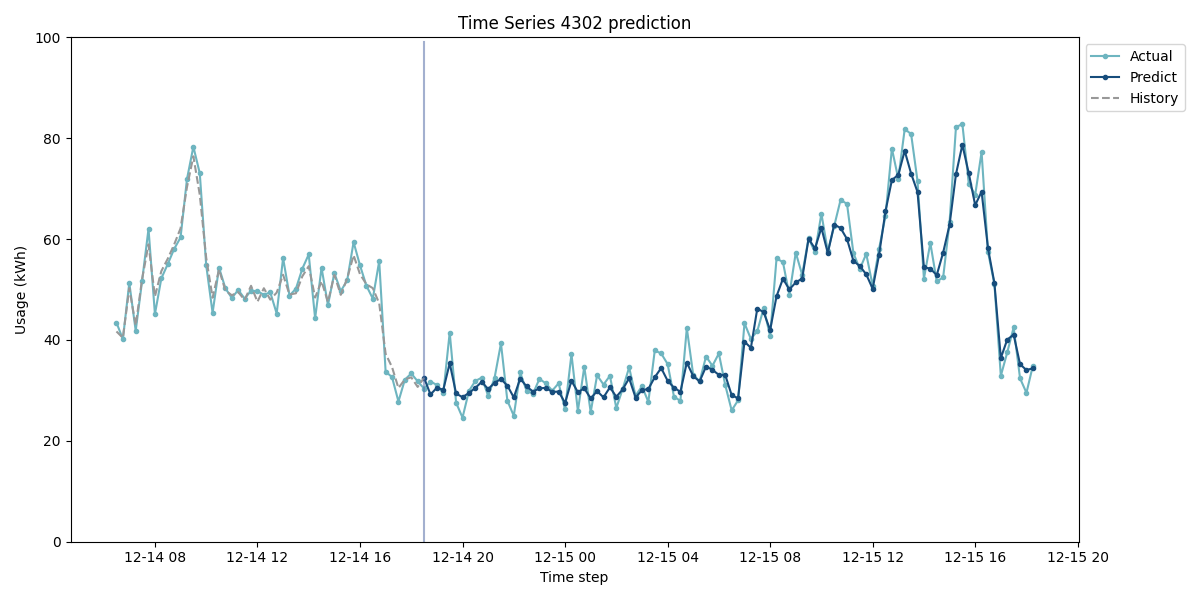 Time Series 4302 prediction
100
80
60
40
20
0
Usage (kWh)
12-14 08
12-14 12
12-14 16
12-14 20
12-15 00
12-15 04
12-15 08
12-15 12
12-15 16
12-15 20
Time step
Actual
Predict
History